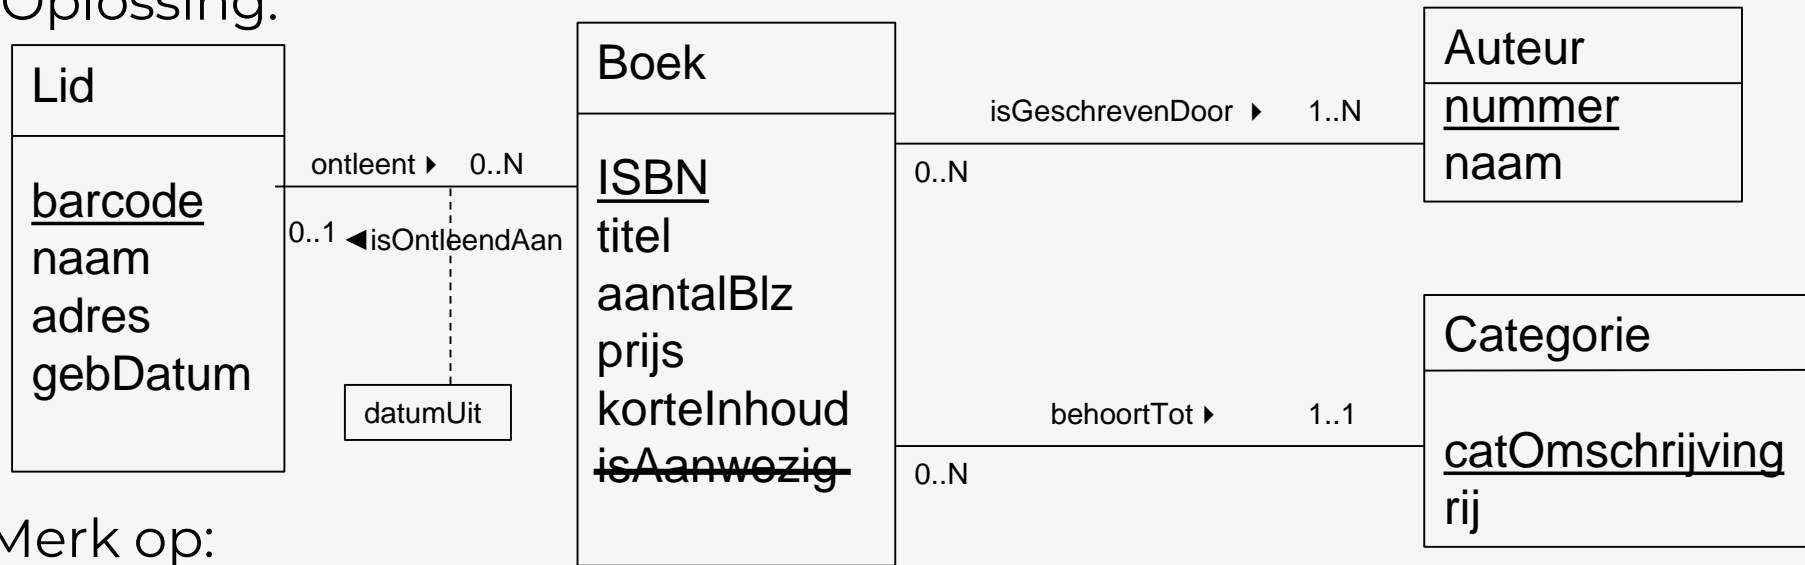 Oplossing:
Lid
barcode
naam
adres
gebDatum
ontleent 0..N
0..1 isOntleendAan
datumUit
Boek
ISBN
titel
aantalBlz
prijs
korteInhoud
isAanwezig
isGeschrevenDoor 1..N
0..N
Auteur
nummer
naam
behoortTot 1..1
0..N
Categorie
catOmschrijving
rij
Merk op: